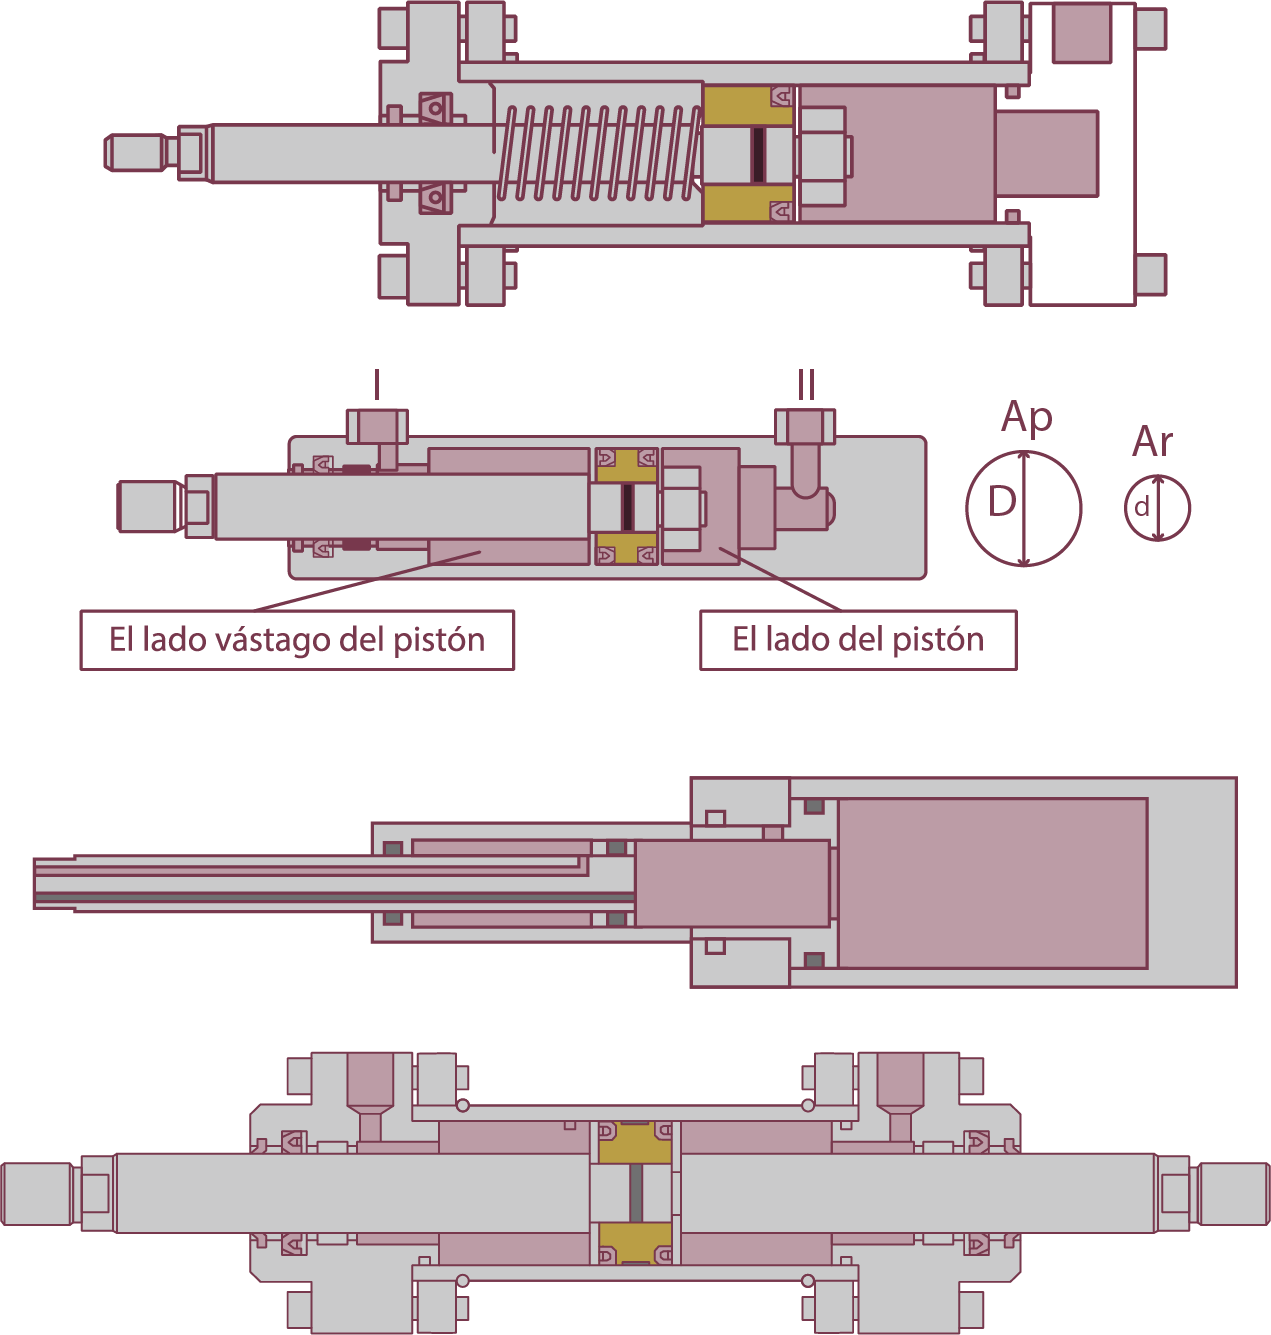 I
II
Ap
Ar
D
d
El lado vástago del pistón
El lado del pistón